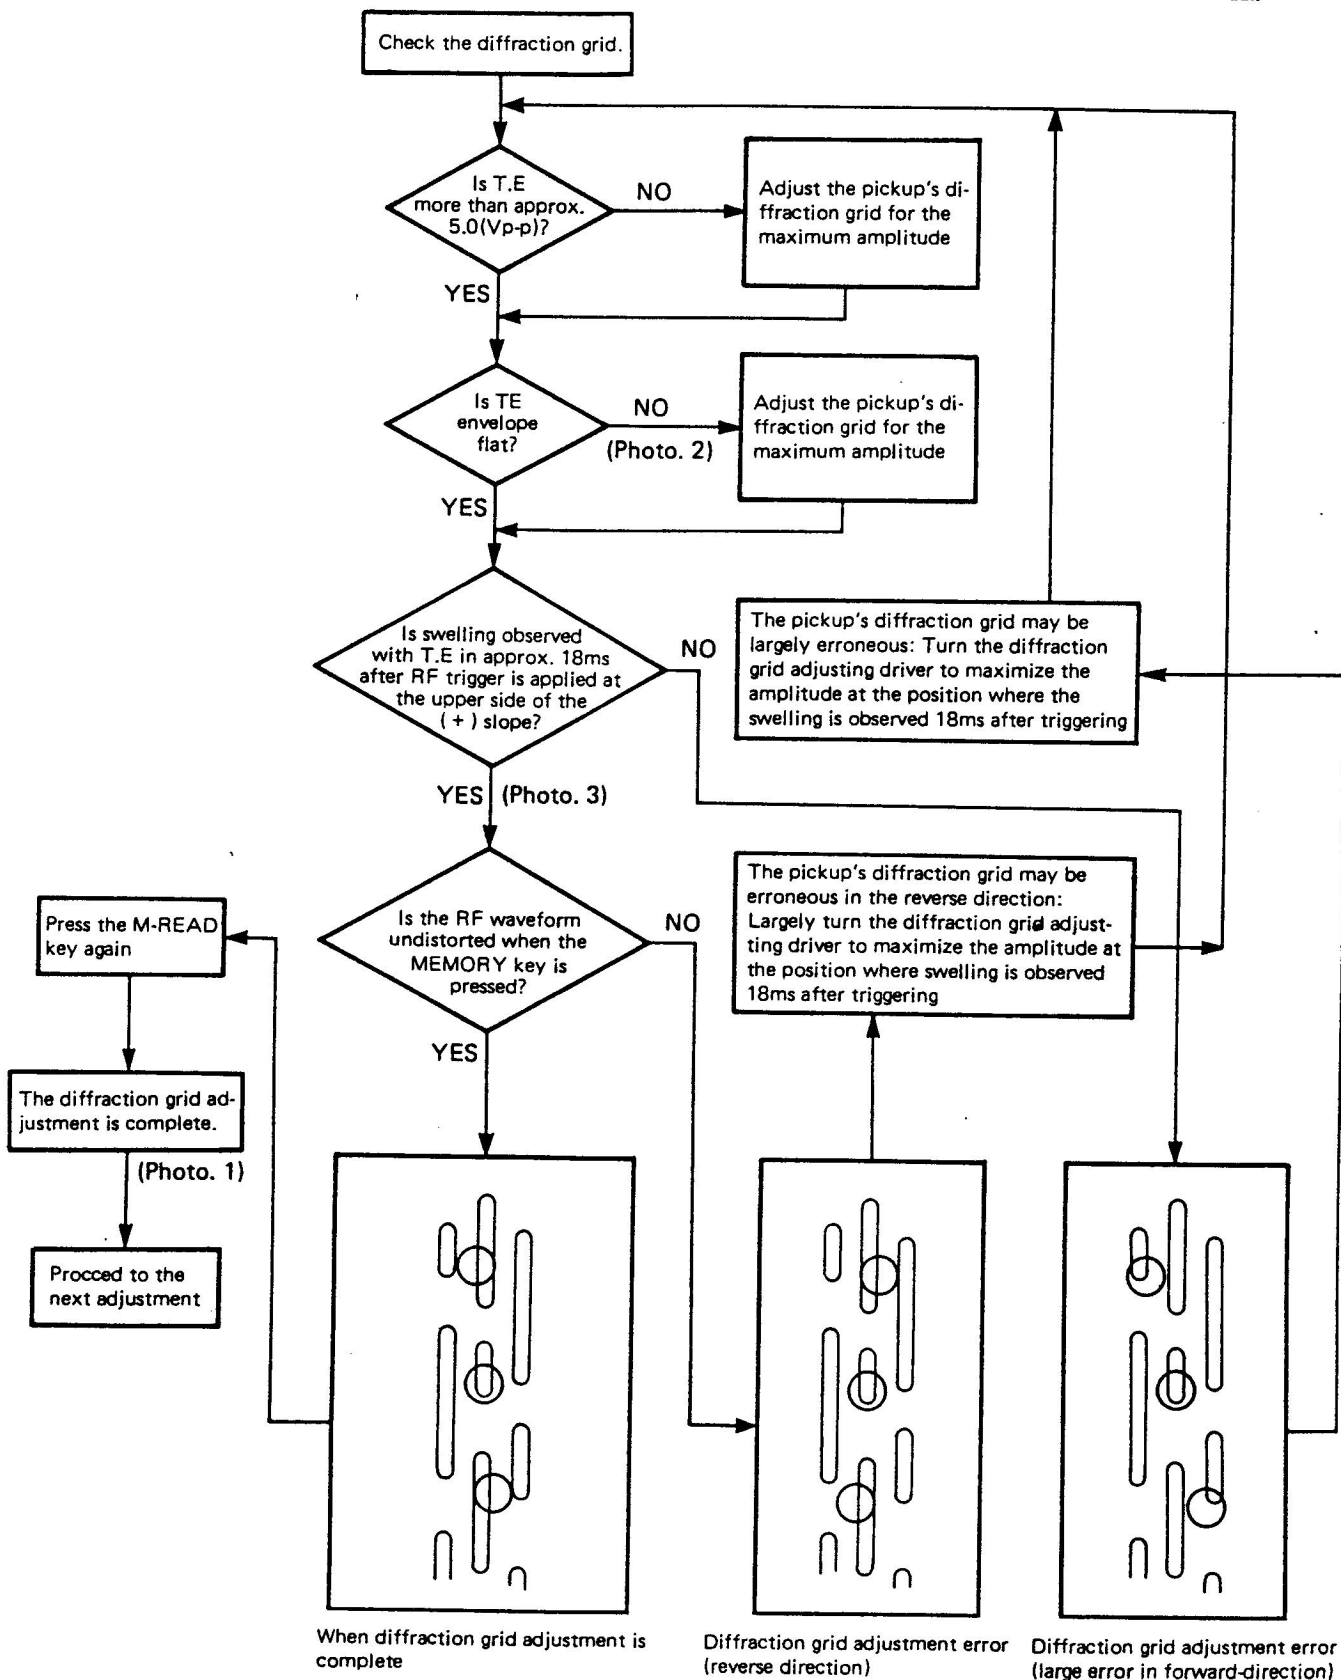 Check the diffraction grid.
Is T.E
more than approx.
5.0(Vp-p)?
NO
Adjust the pickup's di-
ffraction grid for the
maximum amplitude
YES
Is TE
envelope
flat?
NO
(Photo. 2)
Adjust the pickup's di-
ffraction grid for the
maximum amplitude
YES
Is swelling observed
with T.E in approx. 18ms
after RF trigger is applied at
the upper side of the
(+) slope?
NO
The pickup's diffraction grid may be
largely erroneous: Turn the diffraction
grid adjusting driver to maximize the
amplitude at the position where the
swelling is observed 18ms after triggering
YES
(Photo. 3)
Is the RF waveform
undistorted when the
MEMORY key is
pressed?
NO
The pickup's diffraction grid may be
erroneous in the reverse direction:
Largely turn the diffraction grid adjust-
ting driver to maximize the amplitude at
the position where swelling is observed
18ms after triggering
YES
Press the M-READ
key again
The diffraction grid ad-
justment is complete.
(Photo. 1)
Procced to the
next adjustment
When diffraction grid adjustment is
complete
Diffraction grid adjustment error
(reverse direction)
Diffraction grid adjustment error
(large error in forward-direction)